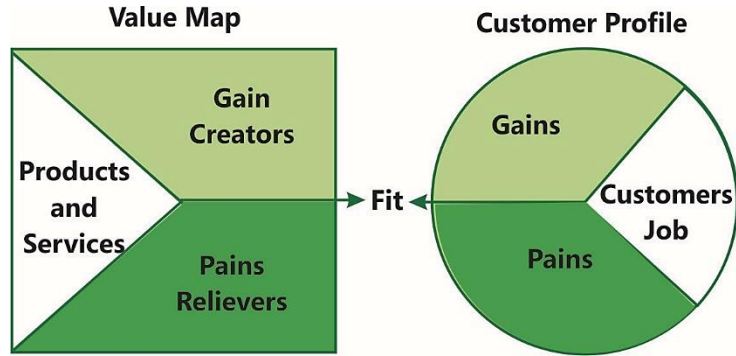 Value Map
Customer Profile
Gain
Creators
Products
and
Services
Pains
Relievers
Fit
Gains
Customers
Job
Pains